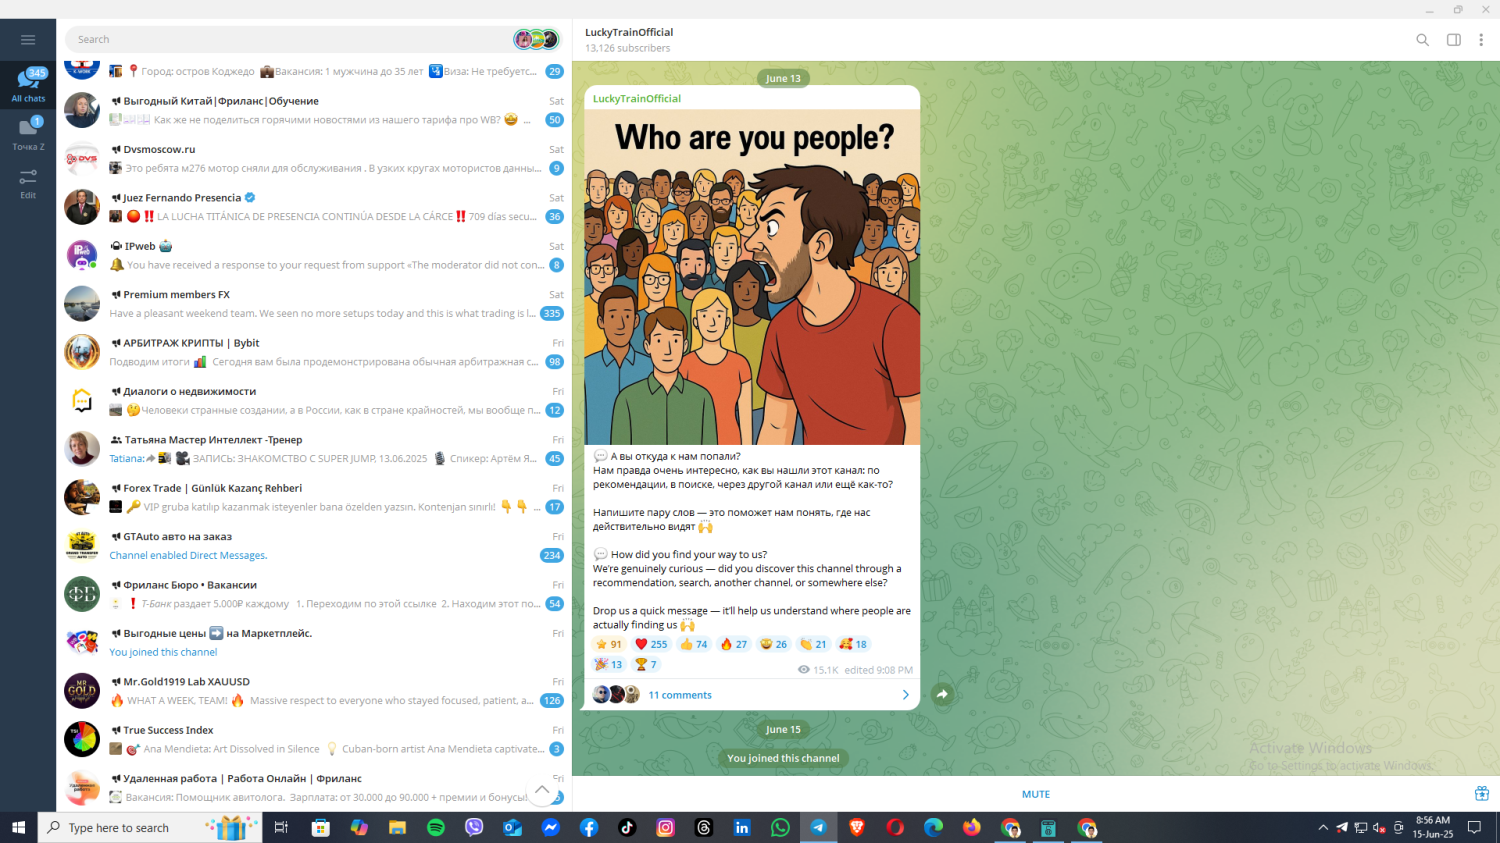 Search
LuckyTrainOfficial
13,126 subscribers
345
All chats
1
Точка Z
Edit
Город: остров Коджедо Вакансия: 1 мужчина до 35 лет Виза: Не требуетс...
29
Выгодный Китай|Фриланс|Обучение
Sat
Как же не поделиться горячими новостями из нашего тарифа про WB? ...
50
Dvsmoscow.ru
Sat
Это ребята м276 мотор сняли для обслуживания . В узких кругах мотористов данны...
9
Juez Fernando Presencia
Sat
LA LUCHA TITÁNICA DE PRESENCIA CONTINÚA DESDE LA CÁRCE 709 días secu...
36
IPweb
Sat
You have received a response to your request from support «The moderator did not con...
8
Premium members FX
Sat
Have a pleasant weekend team. We seen no more setups today and this is what trading is l...
335
АРБИТРАЖ КРИПТЫ | Bybit
Fri
Подводим итоги Сегодня вам была продемонстрирована обычная арбитражная с...
98
Диалоги о недвижимости
Fri
Человеки странные создании, а в России, как в стране крайностей, мы вообще п...
12
Татьяна Мастер Интеллект -Тренер
Fri
Tatiana: ЗАПИСЬ: ЗНАКОМСТВО С SUPER JUMP, 13.06.2025 Спикер: Артём Я...
45
Forex Trade | Günlük Kazanç Rehberi
Fri
VIP gruba katılıp kazanmak isteyenler bana özelden yazsın. Kontenjan sınırlı! ...
17
GTAuto авто на заказ
Fri
Channel enabled Direct Messages.
234
Фриланс Бюро • Вакансии
Fri
Т-Банк раздает 5.000₽ каждому 1. Переходим по этой ссылке 2. Находим этот по...
54
Выгодные цены на Маркетплейс.
Fri
You joined this channel
Mr.Gold1919 Lab XAUUSD
Fri
WHAT A WEEK, TEAM! Massive respect to everyone who stayed focused, patient, a...
126
True Success Index
Fri
Ana Mendieta: Art Dissolved in Silence Cuban-born artist Ana Mendieta captivate...
3
Удаленная работа | Работа Онлайн | Фриланс
Fri
Вакансия: Помощник авитолога. Зарплата: от 30.000 до 90.000 + премии и бонусы!
June 13
LuckyTrainOfficial
Who are you people?
А вы откуда к нам попали?
Нам правда очень интересно, как вы нашли этот канал: по
рекомендации, в поиске, через другой канал или ещё как-то?
Напишите пару слов — это поможет нам понять, где нас
действительно видят
How did you find your way to us?
We're genuinely curious — did you discover this channel through a
recommendation, search, another channel, or somewhere else?
Drop us a quick message — it'll help us understand where people are
actually finding us
91 255 74 27 26 21 18
13 7
15.1K edited 9:08 PM
11 comments
June 15
You joined this channel
Activate Windows
Go to Settings to activate Windows.
MUTE
Type here to search
8:56 AM
15-Jun-25